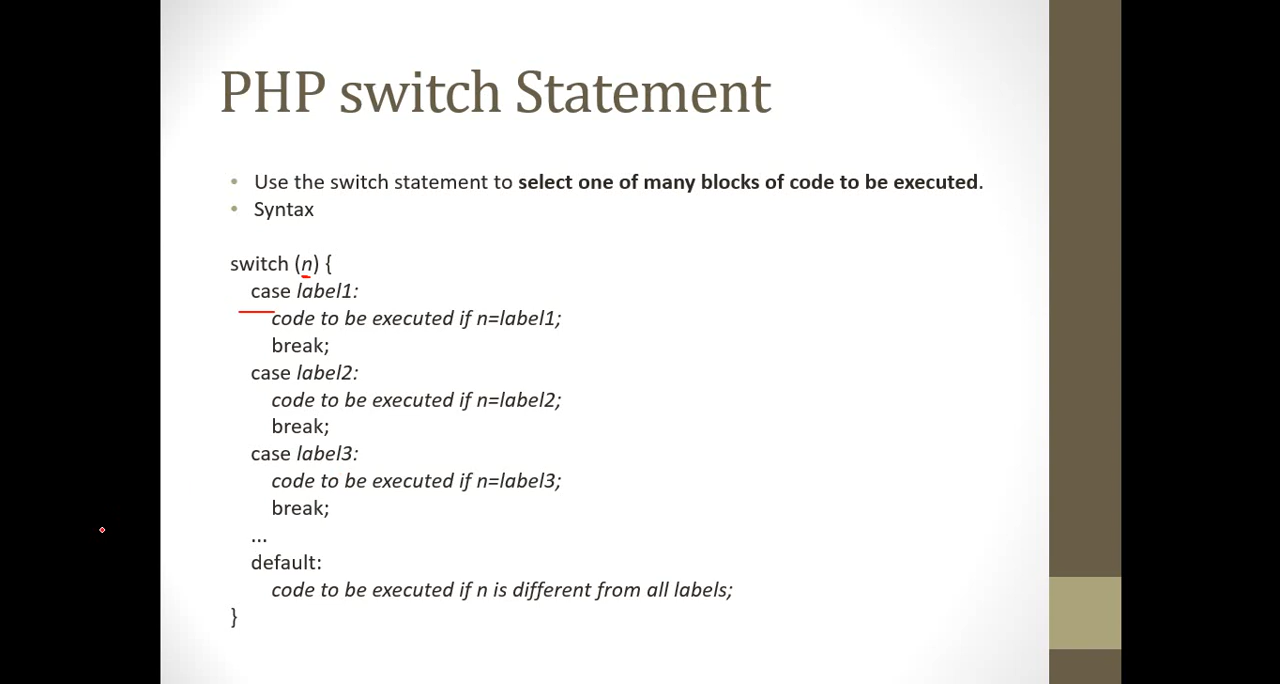 PHP switch Statement
• Use the switch statement to select one of many blocks of code to be executed.
• Syntax
switch (n) {
case label1:
code to be executed if n=label1;
break;
case label2:
code to be executed if n=label2;
break;
case label3:
code to be executed if n=label3;
break;
...
default:
code to be executed if n is different from all labels;
}